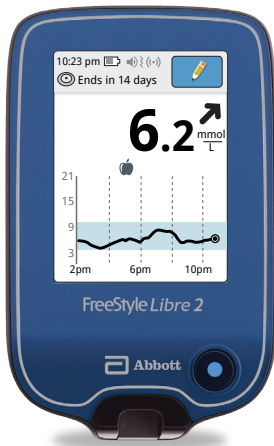 10:23 pm
Ends in 14 days
6.2 mmol
L
21
15
9
3
2pm 6pm 10pm
FreeStyle Libre 2
Abbott